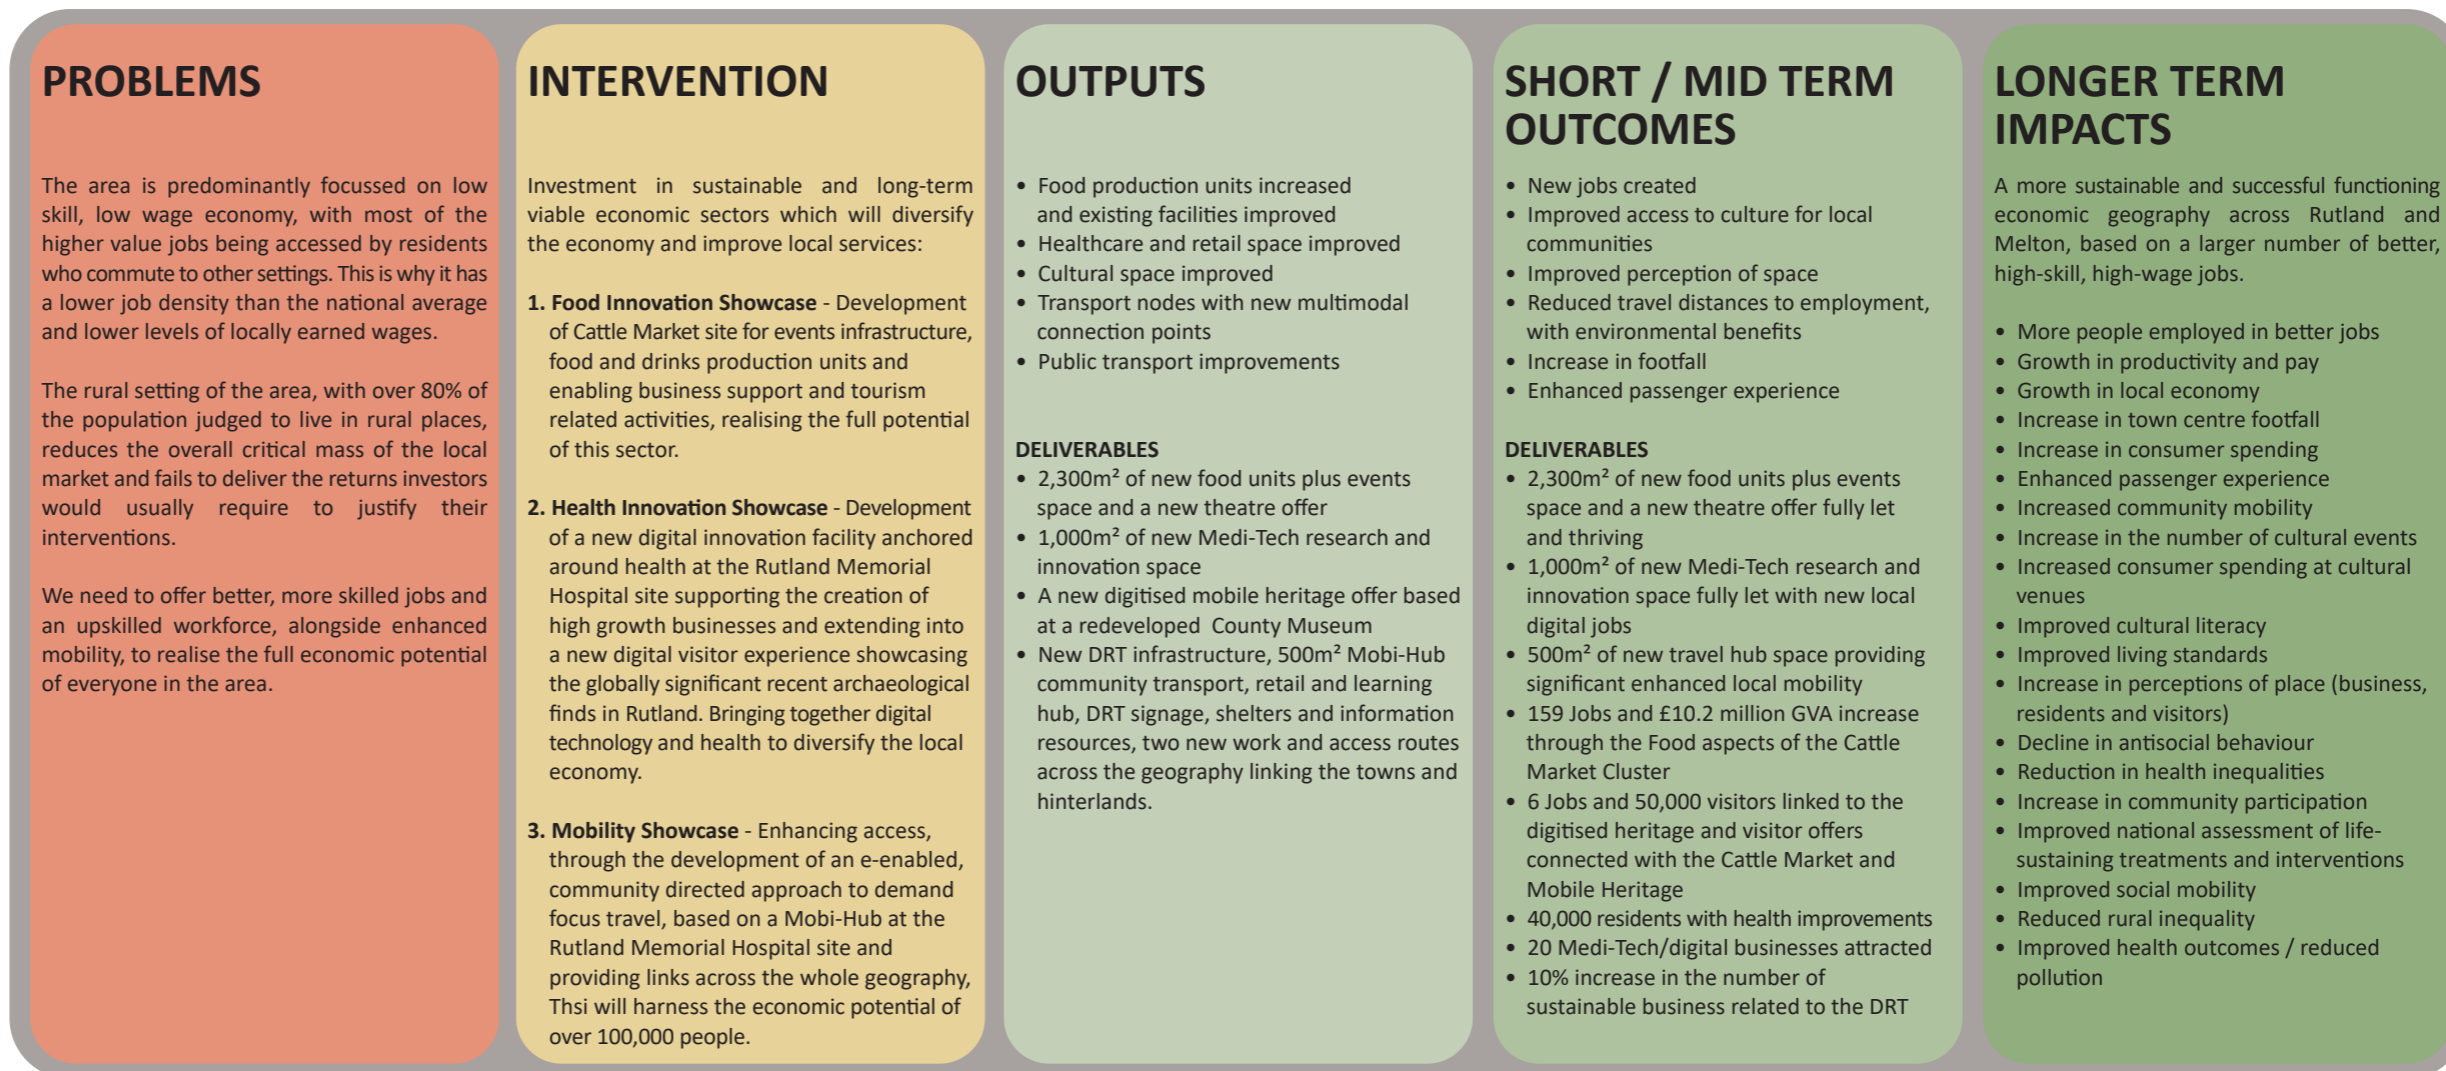 PROBLEMS
The area is predominantly focussed on low
skill, low wage economy, with most of the
higher value jobs being accessed by residents
who commute to other settings. This is why it has
a lower job density than the national average
and lower levels of locally earned wages.
The rural setting of the area, with over 80% of
the population judged to live in rural places,
reduces the overall critical mass of the local
market and fails to deliver the returns investors
would usually require to justify their
interventions.
We need to offer better, more skilled jobs and
an upskilled workforce, alongside enhanced
mobility, to realise the full economic potential
of everyone in the area.
INTERVENTION
Investment in sustainable and long-term
viable economic sectors which will diversify
the economy and improve local services:
1. Food Innovation Showcase - Development
of Cattle Market site for events infrastructure,
food and drinks production units and
enabling business support and tourism
related activities, realising the full potential
of this sector.
2. Health Innovation Showcase - Development
of a new digital innovation facility anchored
around health at the Rutland Memorial
Hospital site supporting the creation of
high growth businesses and extending into
a new digital visitor experience showcasing
the globally significant recent archaeological
finds in Rutland. Bringing together digital
technology and health to diversify the local
economy.
3. Mobility Showcase - Enhancing access,
through the development of an e-enabled,
community directed approach to demand
focus travel, based on a Mobi-Hub at the
Rutland Memorial Hospital site and
providing links across the whole geography,
Thsi will harness the economic potential of
over 100,000 people.
OUTPUTS
• Food production units increased
and existing facilities improved
• Healthcare and retail space improved
• Cultural space improved
• Transport nodes with new multimodal
connection points
• Public transport improvements
DELIVERABLES
• 2,300m² of new food units plus events
space and a new theatre offer
• 1,000m² of new Medi-Tech research and
innovation space
• A new digitised mobile heritage offer based
at a redeveloped County Museum
• New DRT infrastructure, 500m² Mobi-Hub
community transport, retail and learning
hub, DRT signage, shelters and information
resources, two new work and access routes
across the geography linking the towns and
hinterlands.
SHORT / MID TERM
OUTCOMES
• New jobs created
• Improved access to culture for local
communities
• Improved perception of space
• Reduced travel distances to employment,
with environmental benefits
• Increase in footfall
• Enhanced passenger experience
DELIVERABLES
• 2,300m² of new food units plus events
space and a new theatre offer fully let
and thriving
• 1,000m² of new Medi-Tech research and
innovation space fully let with new local
digital jobs
• 500m² of new travel hub space providing
significant enhanced local mobility
• 159 Jobs and £10.2 million GVA increase
through the Food aspects of the Cattle
Market Cluster
• 6 Jobs and 50,000 visitors linked to the
digitised heritage and visitor offers
connected with the Cattle Market and
Mobile Heritage
• 40,000 residents with health improvements
• 20 Medi-Tech/digital businesses attracted
• 10% increase in the number of
sustainable business related to the DRT
LONGER TERM
IMPACTS
A more sustainable and successful functioning
economic geography across Rutland and
Melton, based on a larger number of better,
high-skill, high-wage jobs.
• More people employed in better jobs
• Growth in productivity and pay
• Growth in local economy
• Increase in town centre footfall
• Increase in consumer spending
• Enhanced passenger experience
• Increased community mobility
• Increase in the number of cultural events
• Increased consumer spending at cultural
venues
• Improved cultural literacy
• Improved living standards
• Increase in perceptions of place (business,
residents and visitors)
• Decline in antisocial behaviour
• Reduction in health inequalities
• Increase in community participation
• Improved national assessment of life-
sustaining treatments and interventions
• Improved social mobility
• Reduced rural inequality
• Improved health outcomes / reduced
pollution